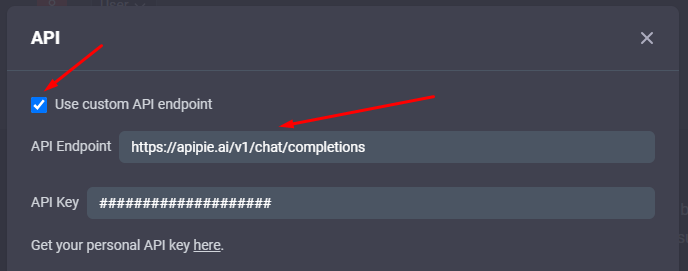 User
API
Use custom API endpoint
API Endpoint https://apipie.ai/v1/chat/completions
API Key ####################
Get your personal API key here.